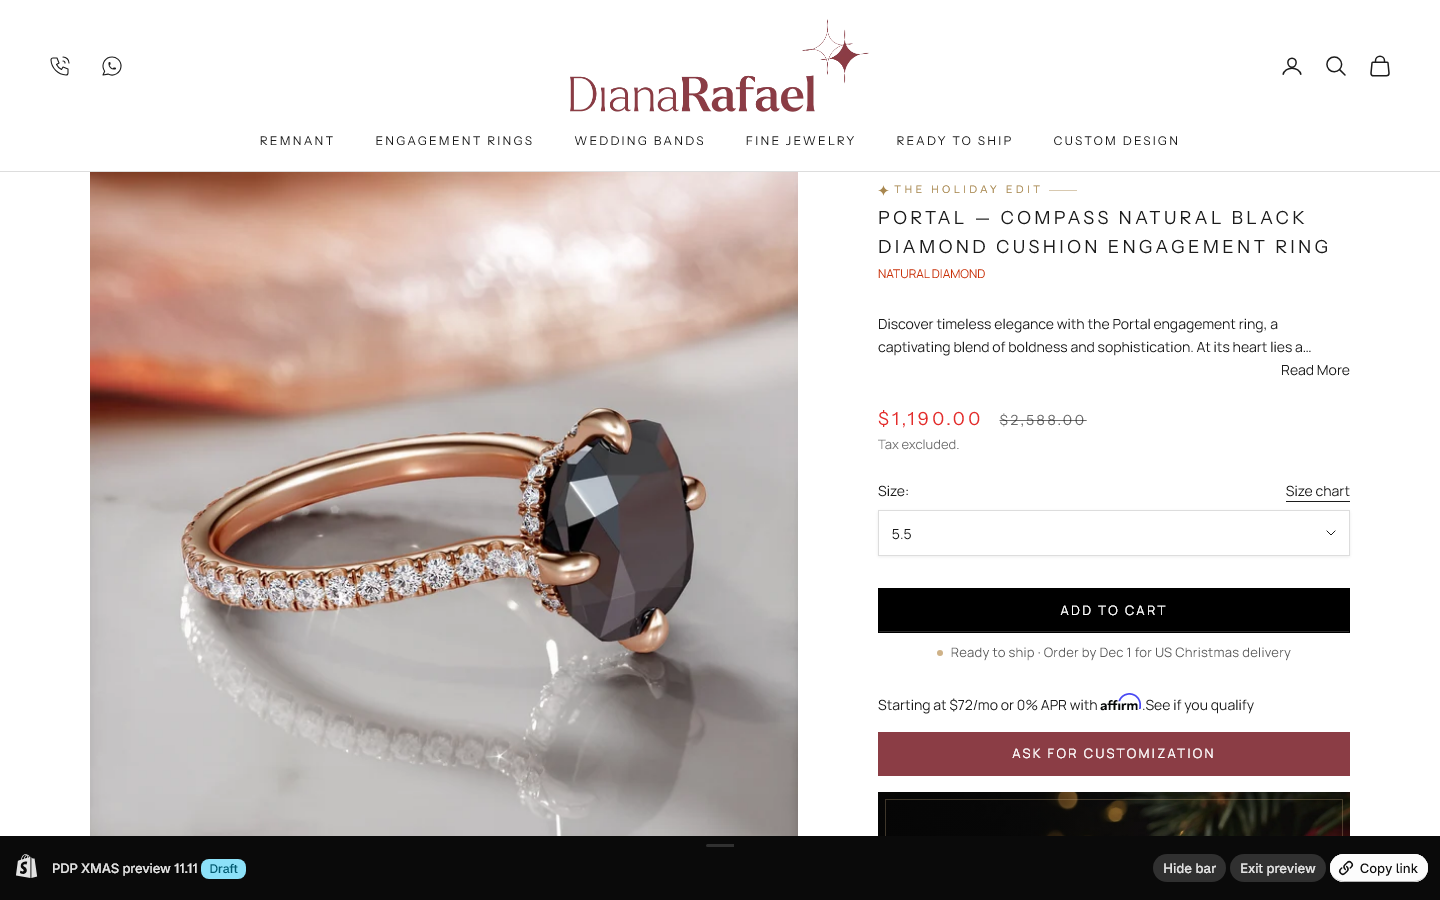 DianaRafael
REMNANT ENGAGEMENT RINGS WEDDING BANDS FINE JEWELRY READY TO SHIP CUSTOM DESIGN
THE HOLIDAY EDIT
PORTAL — COMPASS NATURAL BLACK
DIAMOND CUSHION ENGAGEMENT RING
NATURAL DIAMOND
Discover timeless elegance with the Portal engagement ring, a
captivating blend of boldness and sophistication. At its heart lies a...
Read More
$1,190.00 $2,588.00
Tax excluded.
Size: Size chart
5.5
ADD TO CART
Ready to ship · Order by Dec 1 for US Christmas delivery
Starting at $72/mo or 0% APR with affirm. See if you qualify
ASK FOR CUSTOMIZATION
PDP XMAS preview 11.11 Draft Hide bar Exit preview Copy link